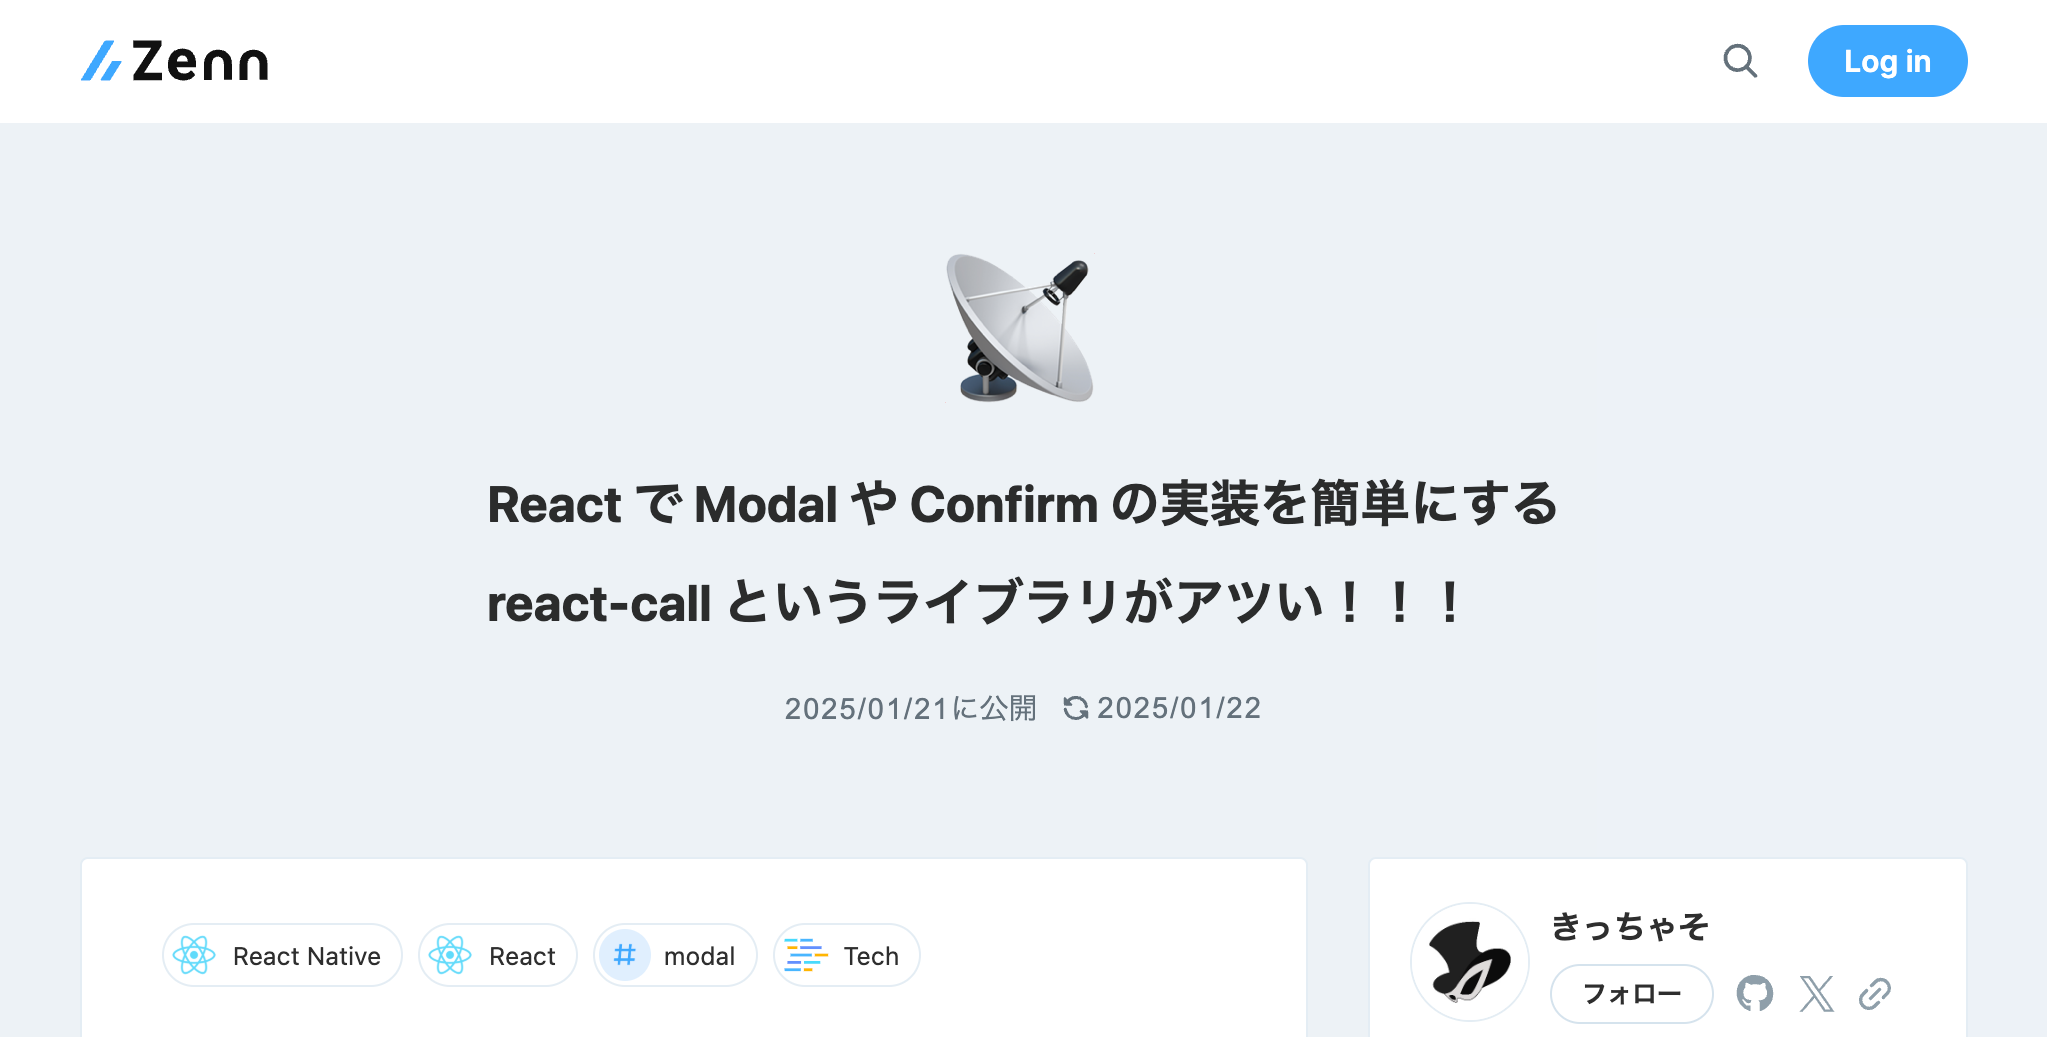 Zenn
Log in
React で Modal や Confirm の実装を簡単にする
react-call というライブラリがアツい！！！
2025/01/21に公開 2025/01/22
React Native React # modal Tech
きっちゃそ
フォロー